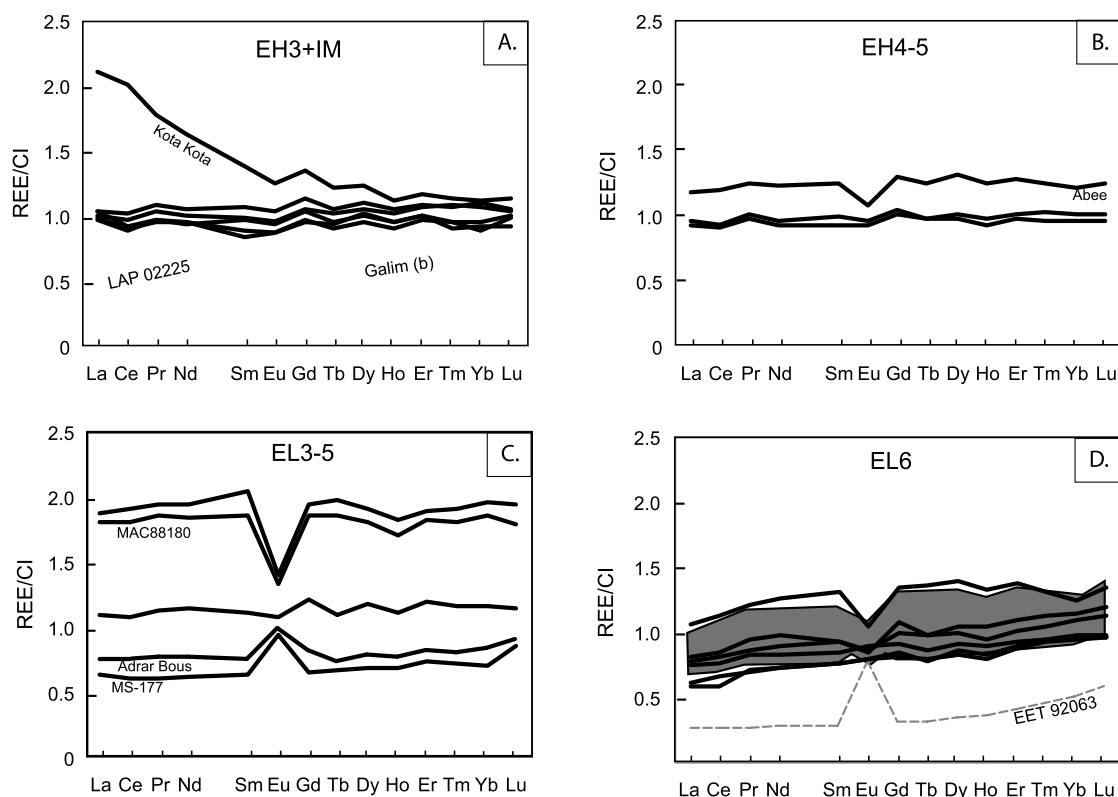 A.
EH3+IM
2.5
2.0
1.5
1.0
0.5
0
REE/CI
Kota Kota
LAP 02225
Galim (b)
La Ce Pr Nd Sm Eu Gd Tb Dy Ho Er Tm Yb Lu
B.
EH4-5
2.5
2.0
1.5
1.0
0.5
0
REE/CI
Abee
La Ce Pr Nd Sm Eu Gd Tb Dy Ho Er Tm Yb Lu
C.
EL3-5
2.5
2.0
1.5
1.0
0.5
0
REE/CI
MAC88180
Adrar Bous
MS-177
La Ce Pr Nd Sm Eu Gd Tb Dy Ho Er Tm Yb Lu
D.
EL6
2.5
2.0
1.5
1.0
0.5
REE/CI
EET 92063
La Ce Pr Nd Sm Eu Gd Tb Dy Ho Er Tm Yb Lu